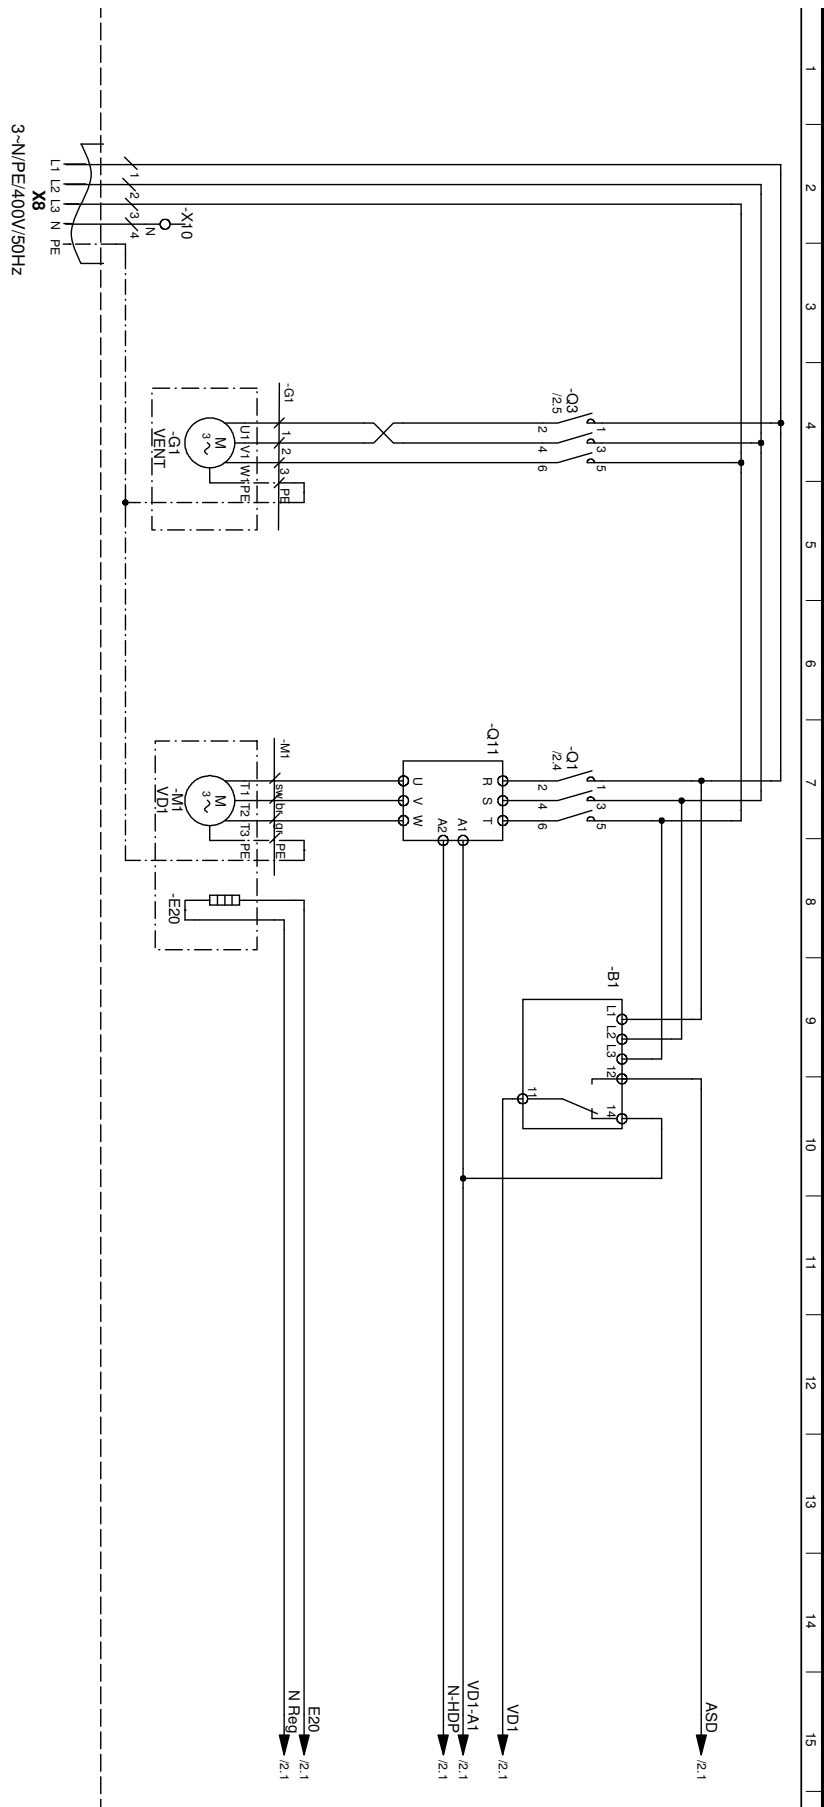 1
2
3
4
5
6
7
8
9
10
11
12
13
14
15
3~N/PE/400V/50Hz
X8
L1
L2
L3
N
PE
1
2
3
4
N
-X10
-G1
VENT
M
3~
U1
V1
W1
PE
-G1
1
2
3
PE
-Q3
/2.5
1
3
5
2
4
6
-M1
VD1
M
3~
T1
T2
T3
PE
-M1
sw
br
gr
PE
-Q11
U
V
W
R
S
T
A2
A1
-Q1
/2.4
1
3
5
2
4
6
-E20
-B1
L1
L2
L3
12
14
11
ASD
/2.1
VD1
/2.1
VD1-A1
/2.1
N-HDP
/2.1
E20
/2.1
N Reg
/2.1